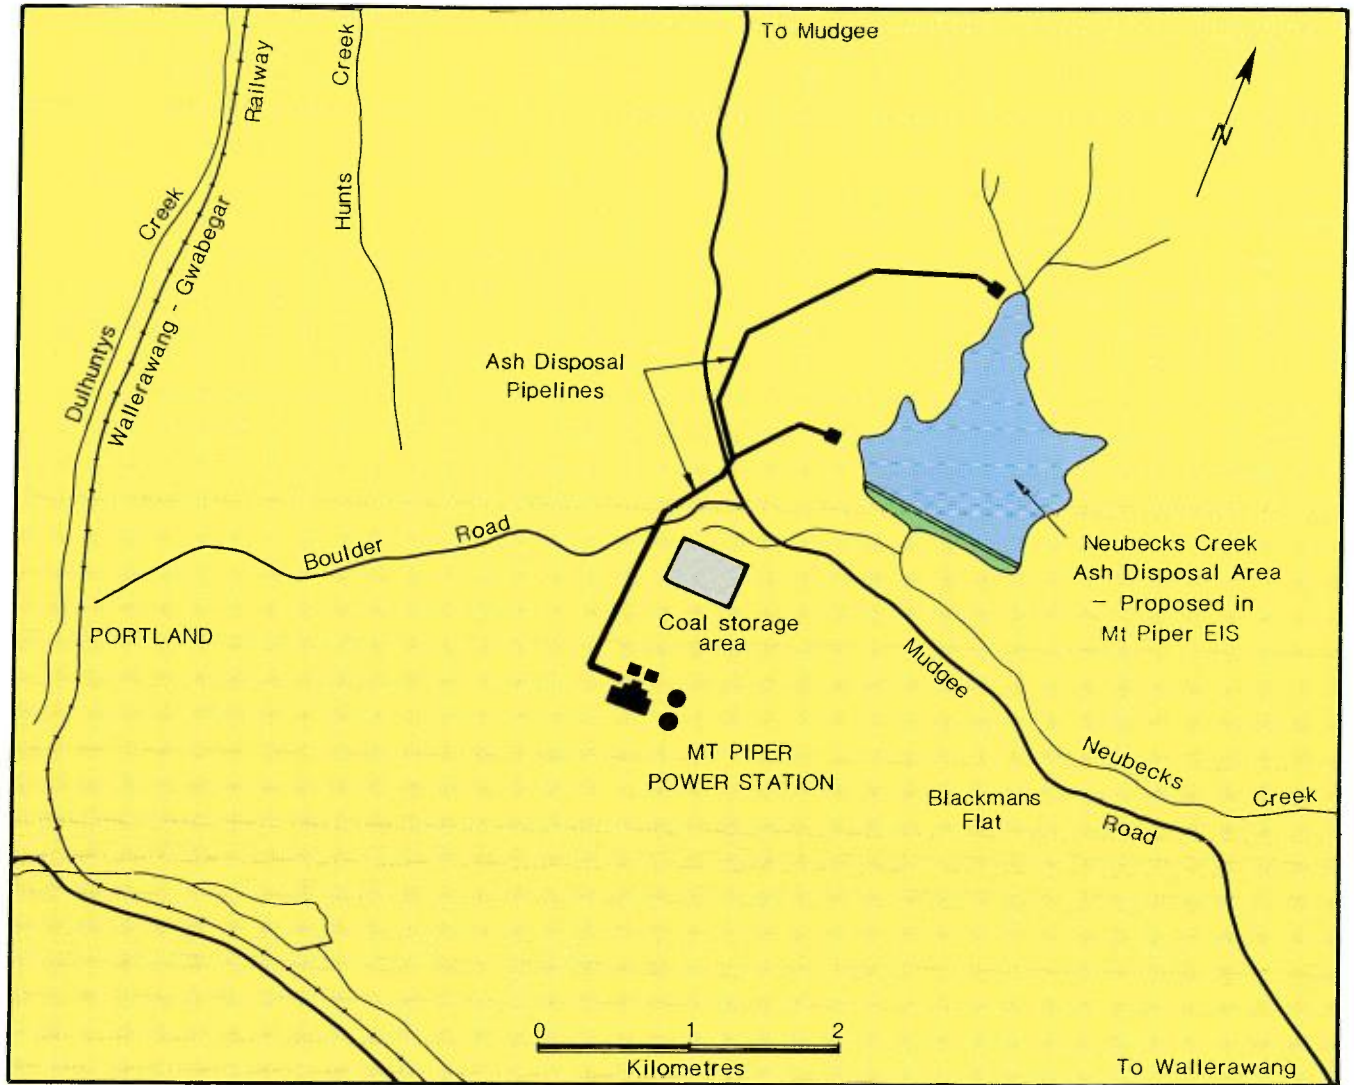 To Mudgee
Creek
Railway
N
Hunts
Creek
Wallerawang - Gwabegar
Dulhuntys
Ash Disposal
Pipelines
Boulder Road
Neubecks Creek
Ash Disposal Area
- Proposed in
Mt Piper EIS
PORTLAND
Coal storage
area
Mudgee Road
MT PIPER
POWER STATION
Neubecks Creek
Blackmans
Flat
0 1 2
Kilometres
To Wallerawang